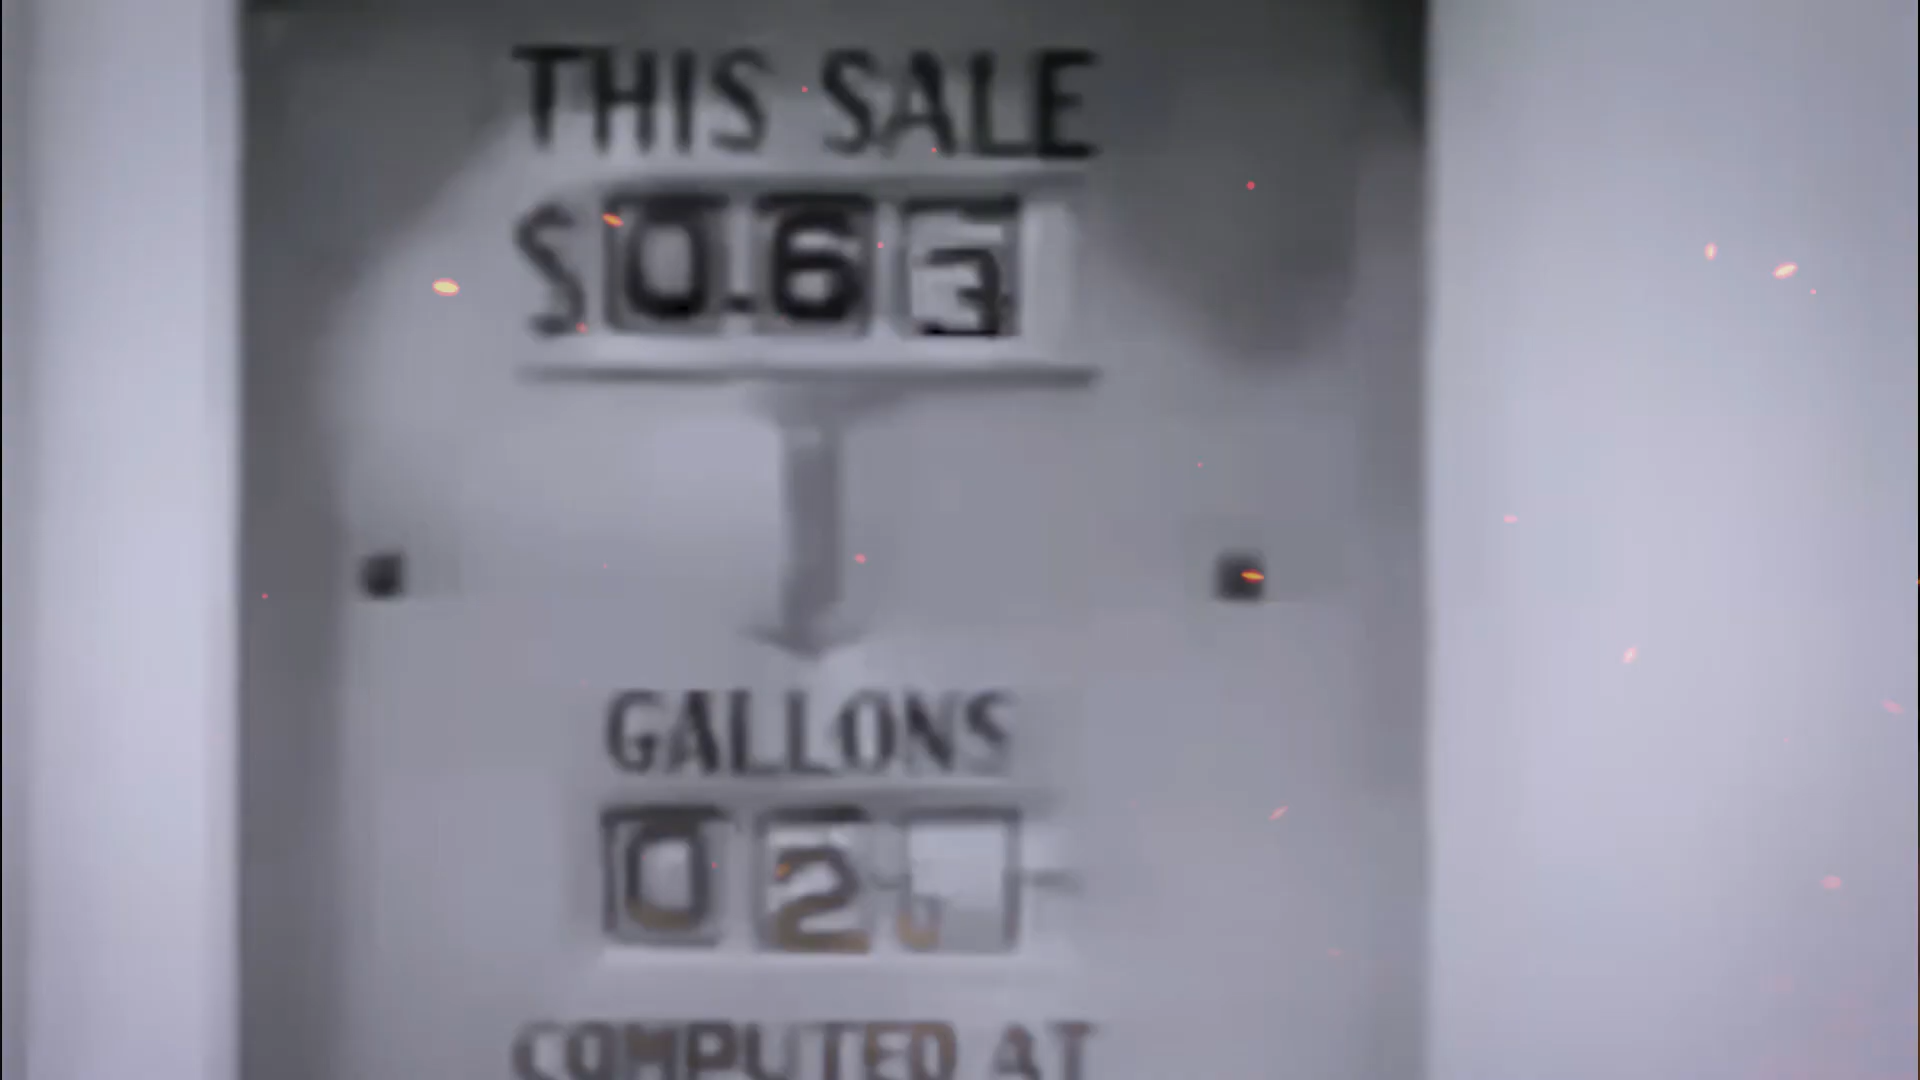 THIS SALE
$0.63
GALLONS
02
COMPUTED AT